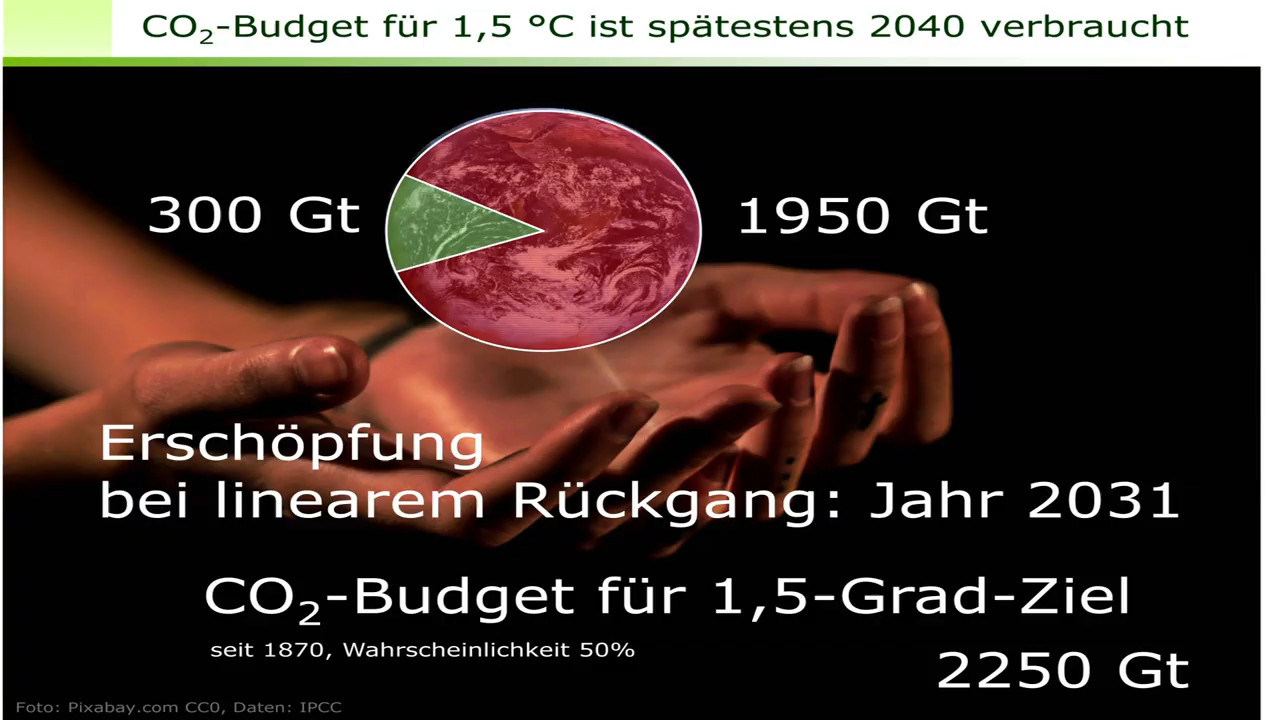 CO₂-Budget für 1,5 °C ist spätestens 2040 verbraucht
300 Gt
1950 Gt
Erschöpfung
bei linearem Rückgang: Jahr 2031
CO₂-Budget für 1,5-Grad-Ziel
seit 1870, Wahrscheinlichkeit 50%
2250 Gt
Foto: Pixabay.com CC0, Daten: IPCC